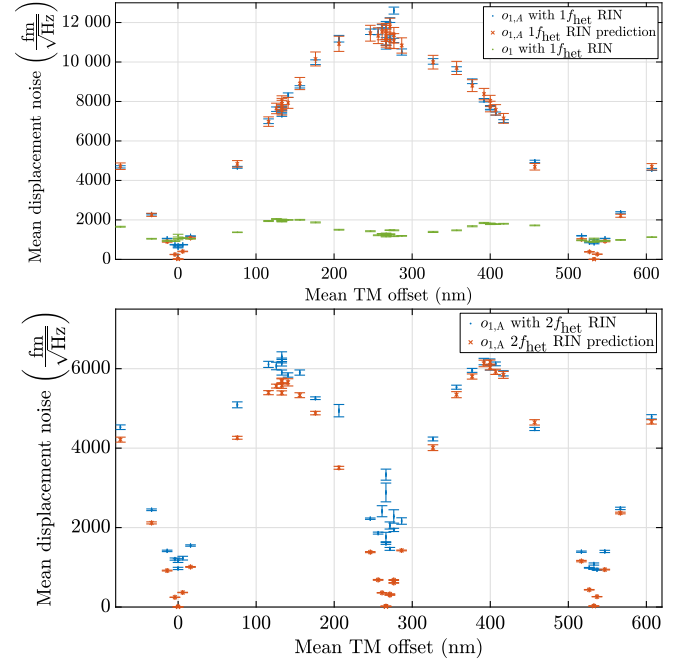 12 000
10 000
8000
6000
4000
2000
0
0
100
200
300
400
500
600
Mean displacement noise (fm/√Hz)
Mean TM offset (nm)
o1,A with 1fhet RIN
o1,A 1fhet RIN prediction
o1 with 1fhet RIN
6000
4000
2000
0
0
100
200
300
400
500
600
Mean displacement noise (fm/√Hz)
Mean TM offset (nm)
o1,A with 2fhet RIN
o1,A 2fhet RIN prediction